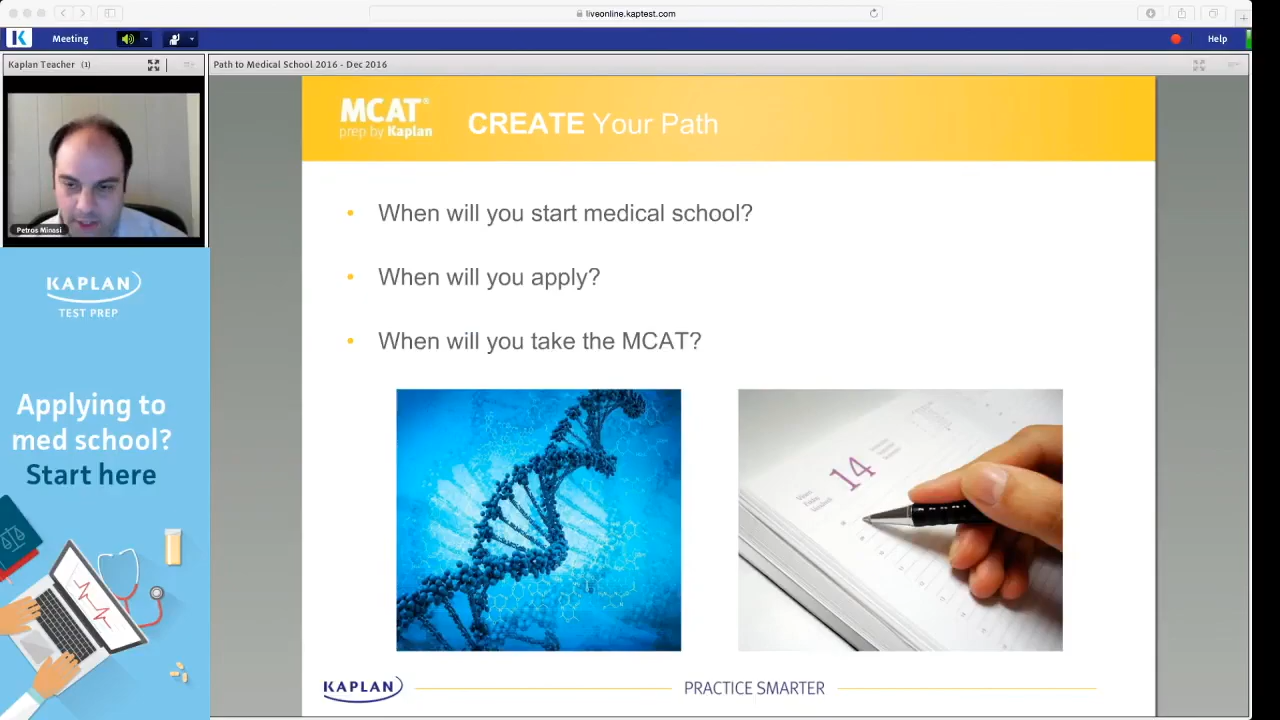 liveonline.kaptest.com
K
Meeting
Help
Kaplan Teacher (1)
Path to Medical School 2016 - Dec 2016
Petros Minasi
KAPLAN
TEST PREP
Applying to
med school?
Start here
MCAT®
prep by Kaplan
CREATE Your Path
• When will you start medical school?
• When will you apply?
• When will you take the MCAT?
14
KAPLAN
PRACTICE SMARTER